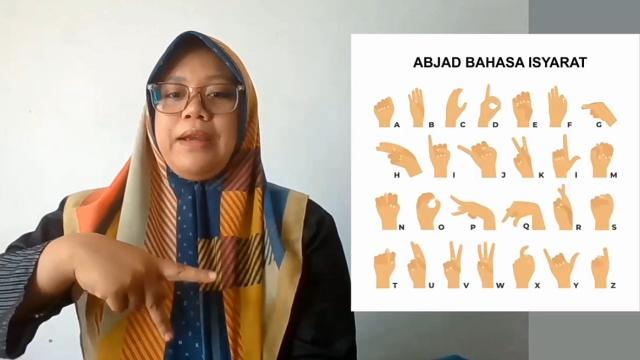 ABJAD BAHASA ISYARAT
A B C D E F G
H I J K I M
N O P Q R S
T U V W X Y Z